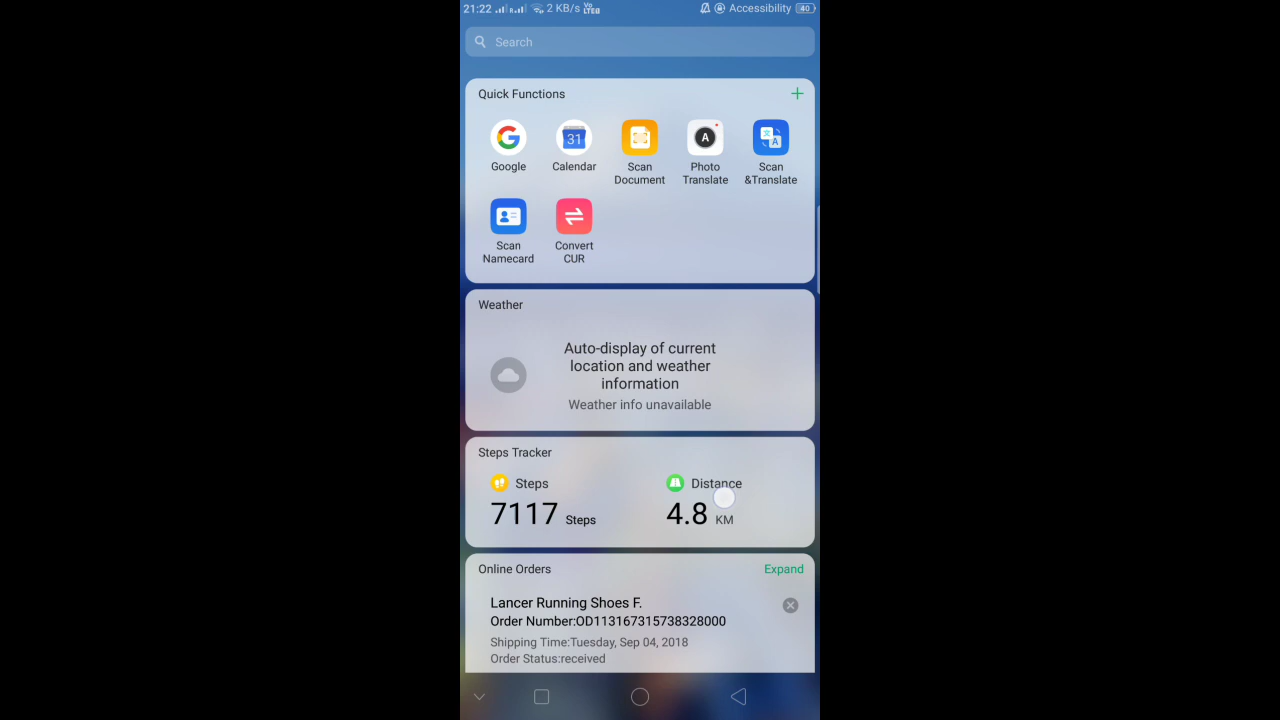 21:22 2 KB/s Vo LTE Accessibility 40
Search
Quick Functions
Google Calendar Scan Document Photo Translate Scan &Translate
Scan Namecard Convert CUR
Weather
Auto-display of current
location and weather
information
Weather info unavailable
Steps Tracker
Steps Distance
7117 Steps 4.8 KM
Online Orders Expand
Lancer Running Shoes F.
Order Number:OD113167315738328000
Shipping Time:Tuesday, Sep 04, 2018
Order Status:received